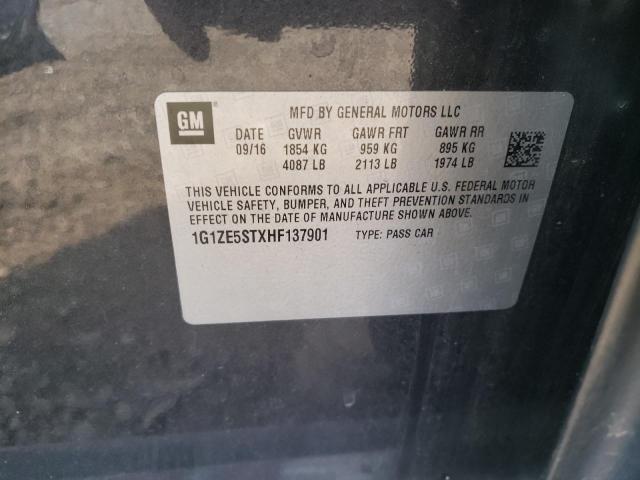 GM MFD BY GENERAL MOTORS LLC
DATE GVWR GAWR FRT GAWR RR
09/16 1854 KG 959 KG 895 KG
4087 LB 2113 LB 1974 LB
THIS VEHICLE CONFORMS TO ALL APPLICABLE U.S. FEDERAL MOTOR
VEHICLE SAFETY, BUMPER, AND THEFT PREVENTION STANDARDS IN
EFFECT ON THE DATE OF MANUFACTURE SHOWN ABOVE.
1G1ZE5STXHF137901 TYPE: PASS CAR